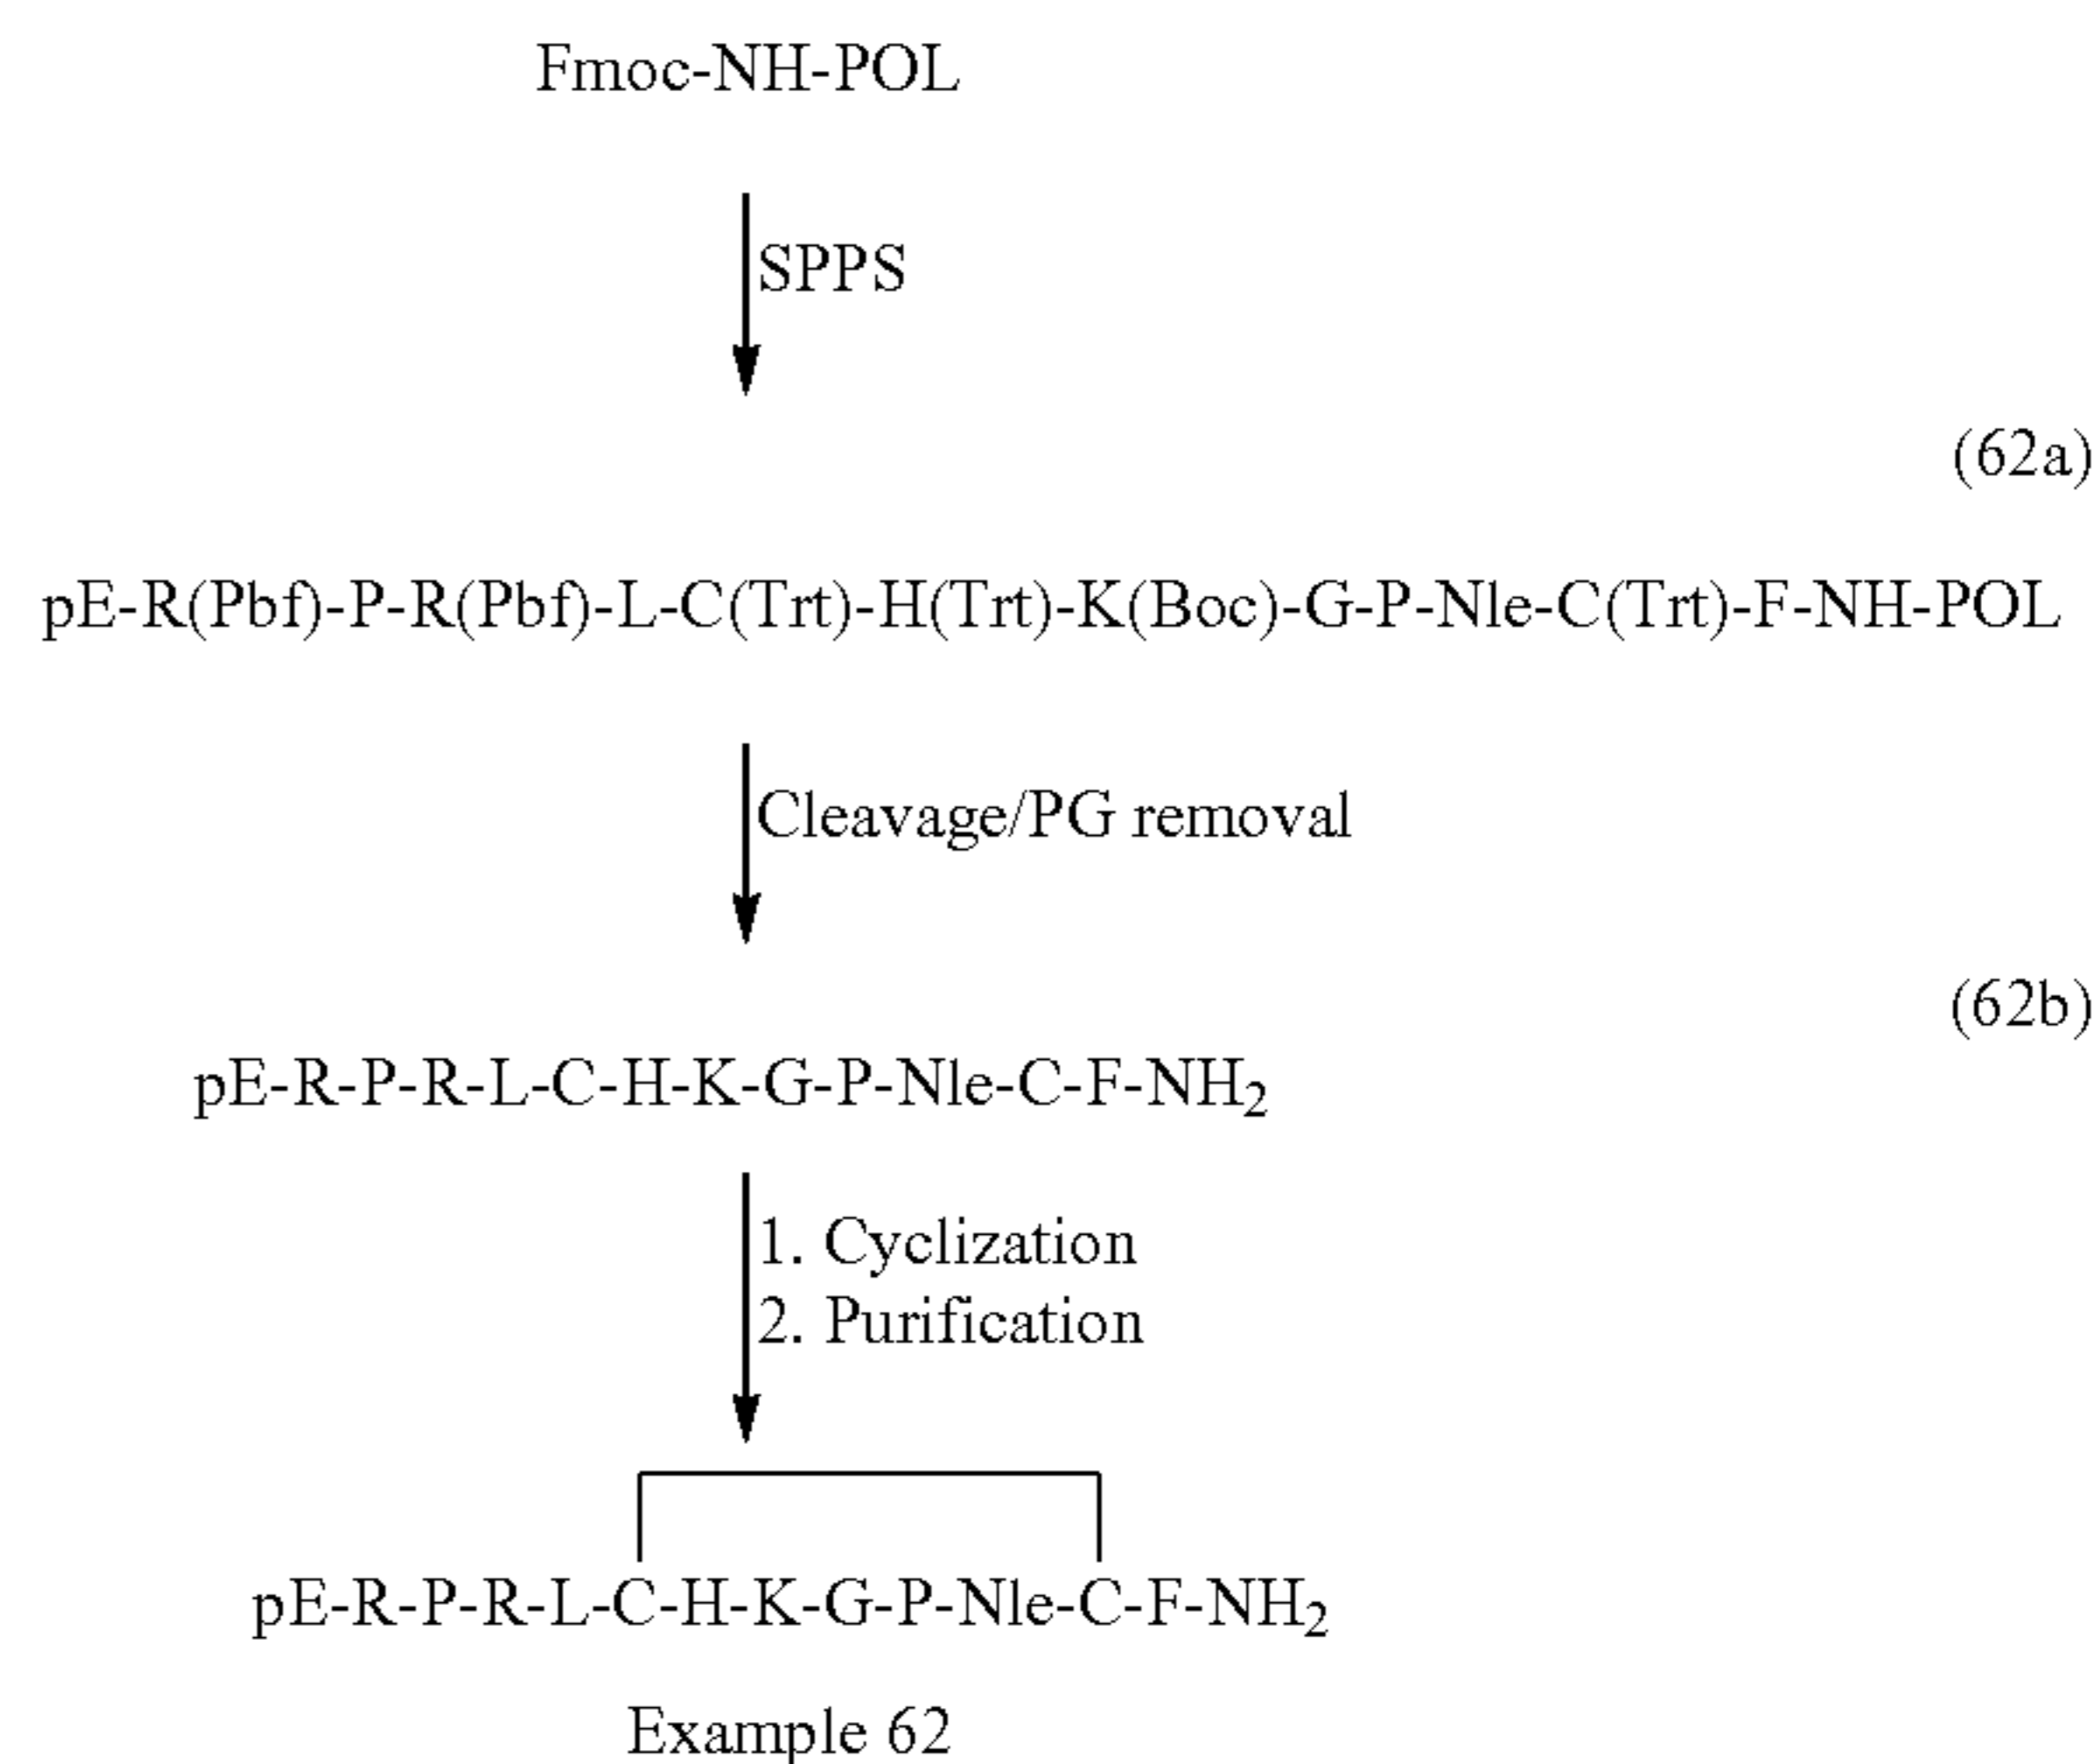 Fmoc-NH-POL
SPPS
(62a)
pE-R(Pbf)-P-R(Pbf)-L-C(Trt)-H(Trt)-K(Boc)-G-P-Nle-C(Trt)-F-NH-POL
Cleavage/PG removal
(62b)
pE-R-P-R-L-C-H-K-G-P-Nle-C-F-NH₂
1. Cyclization
2. Purification
pE-R-P-R-L-C-H-K-G-P-Nle-C-F-NH₂
Example 62